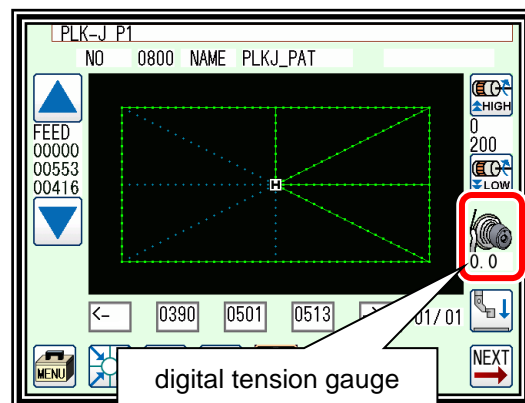 PLK-J P1
NO 0800 NAME PLKJ_PAT
HIGH
FEED
00000
00553
00416
0
200
LOW
0.0
<- 0390 0501 0513 01/01
MENU
digital tension gauge
NEXT